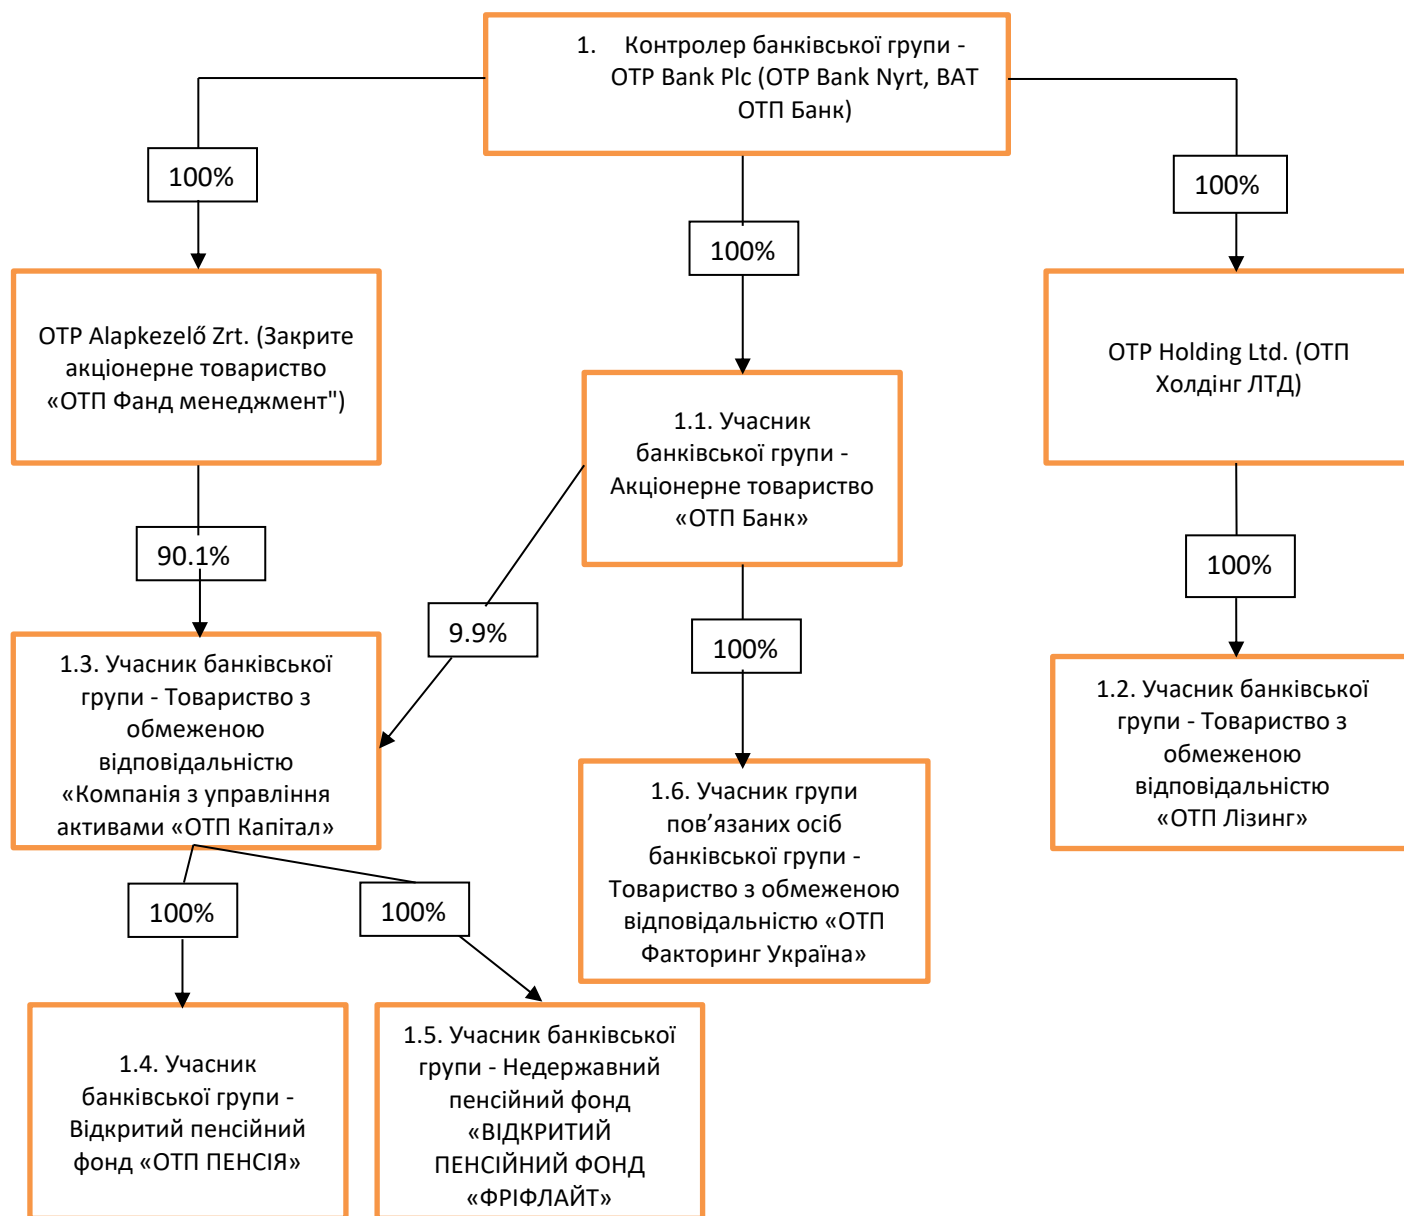 1. Контролер банківської групи -
OTP Bank Plc (OTP Bank Nyrt, ВАТ
ОТП Банк)
100%
100%
100%
OTP Alapkezelő Zrt. (Закрите
акціонерне товариство
«ОТП Фанд менеджмент")
1.1. Учасник
банківської групи -
Акціонерне товариство
«ОТП Банк»
OTP Holding Ltd. (ОТП
Холдінг ЛТД)
90.1%
9.9%
100%
100%
1.3. Учасник банківської
групи - Товариство з
обмеженою
відповідальністю
«Компанія з управління
активами «ОТП Капітал»
1.6. Учасник групи
пов’язаних осіб
банківської групи -
Товариство з обмеженою
відповідальністю «ОТП
Факторинг Україна»
1.2. Учасник банківської
групи - Товариство з
обмеженою
відповідальністю
«ОТП Лізинг»
100%
100%
1.4. Учасник
банківської групи -
Відкритий пенсійний
фонд «ОТП ПЕНСІЯ»
1.5. Учасник банківської
групи - Недержавний
пенсійний фонд
«ВІДКРИТИЙ
ПЕНСІЙНИЙ ФОНД
«ФРІФЛАЙТ»